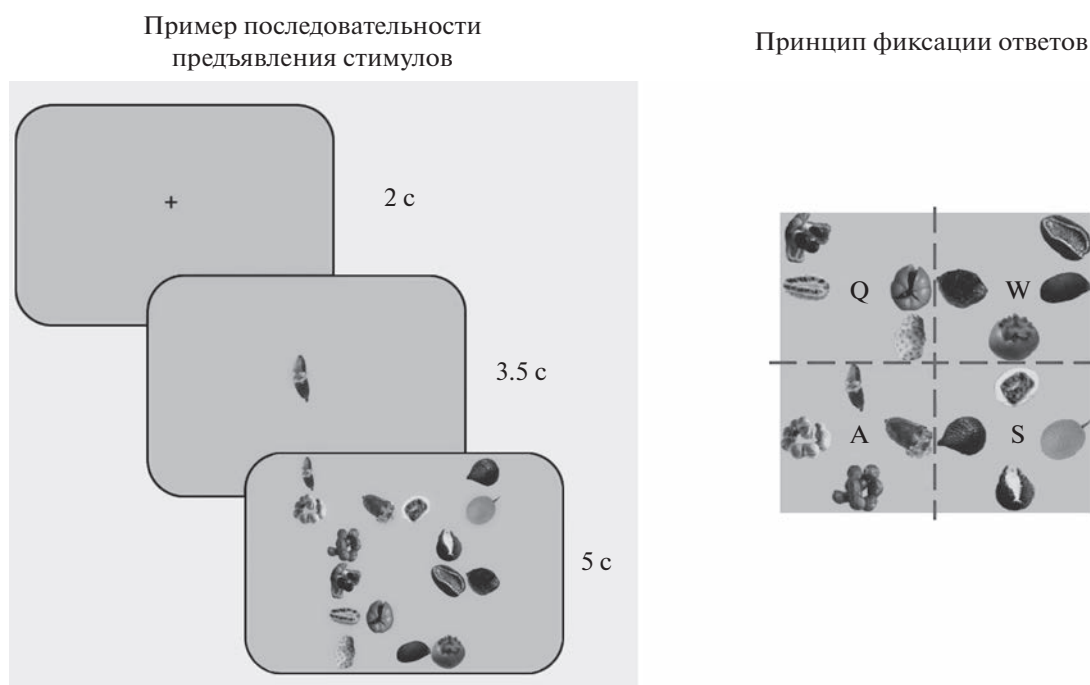 Пример последовательности
предъявления стимулов
Принцип фиксации ответов
2 с
3.5 с
5 с
Q
W
A
S